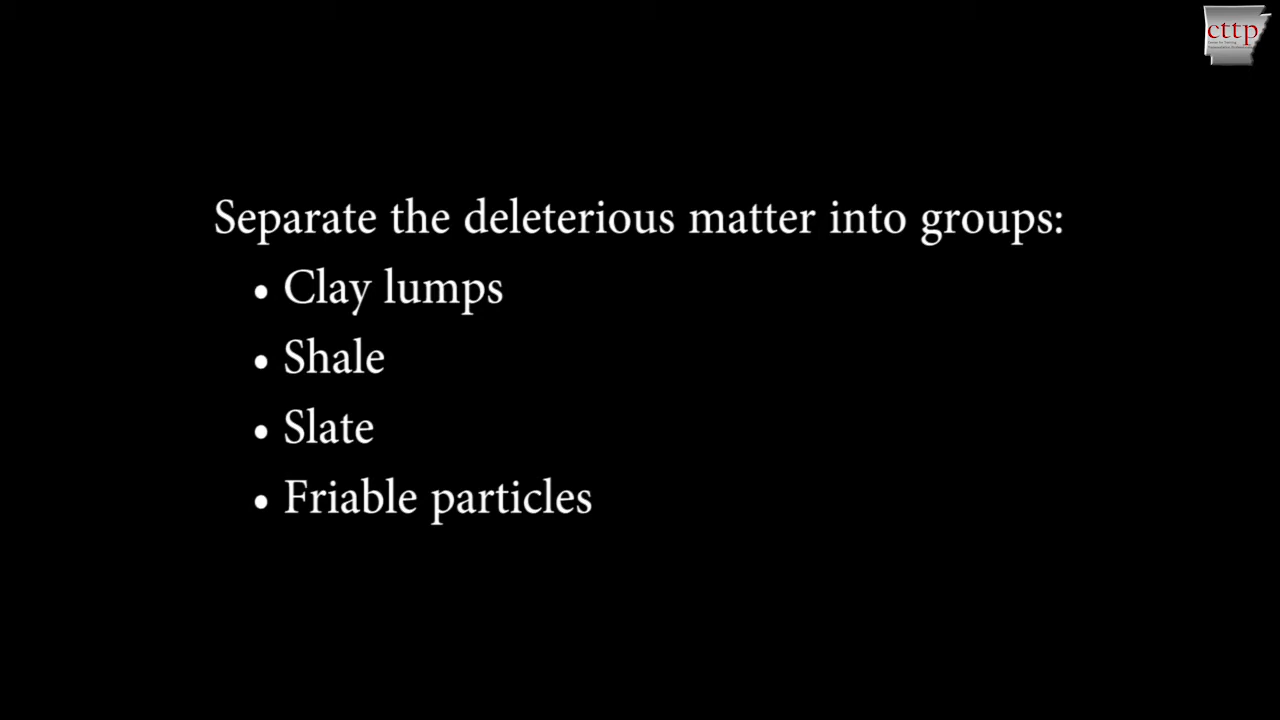 cttp
Separate the deleterious matter into groups:
• Clay lumps
• Shale
• Slate
• Friable particles